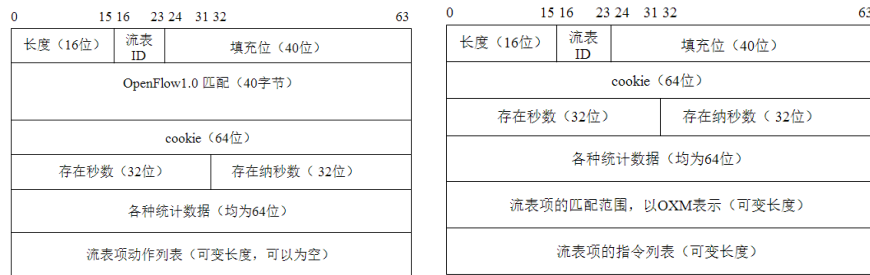 0 15 16 23 24 31 32 63
长度（16位） 流表ID 填充位（40位）
OpenFlow1.0 匹配（40字节）
cookie（64位）
存在秒数（32位） 存在纳秒数（ 32位）
各种统计数据（均为64位）
流表项动作列表（可变长度，可以为空）
0 15 16 23 24 31 32 63
长度（16位） 流表ID 填充位（40位）
cookie（64位）
存在秒数（32位） 存在纳秒数（ 32位）
各种统计数据（均为64位）
流表项的匹配范围，以OXM表示（可变长度）
流表项的指令列表（可变长度）